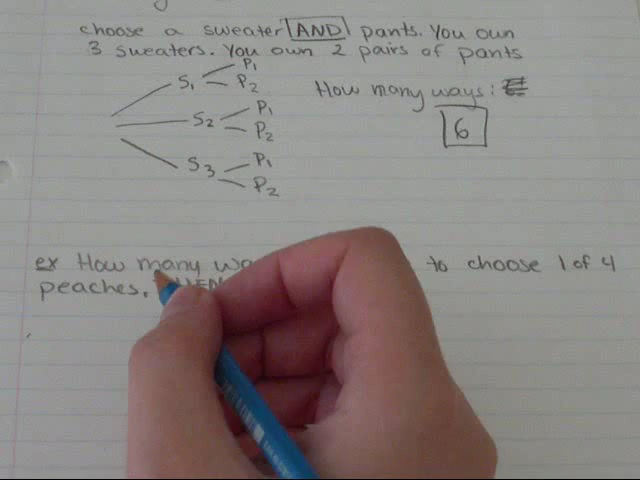 choose a sweater AND pants. You own
3 sweaters. You own 2 pairs of pants
S1 P1 P2
How many ways:
6
S2 P1 P2
S3 P1 P2
ex How many to choose 1 of 4
peaches,